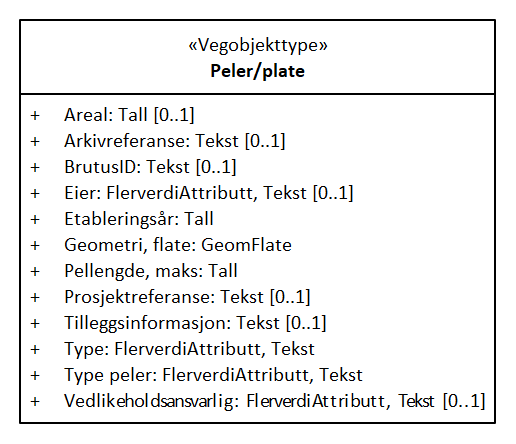 «Vegobjekttype»
Peler/plate
+ Areal: Tall [0..1]
+ Arkivreferanse: Tekst [0..1]
+ BrutusID: Tekst [0..1]
+ Eier: FlerverdiAttributt, Tekst [0..1]
+ Etableringsår: Tall
+ Geometri, flate: GeomFlate
+ Pellengde, maks: Tall
+ Prosjektreferanse: Tekst [0..1]
+ Tilleggsinformasjon: Tekst [0..1]
+ Type: FlerverdiAttributt, Tekst
+ Type peler: FlerverdiAttributt, Tekst
+ Vedlikeholdsansvarlig: FlerverdiAttributt, Tekst [0..1]